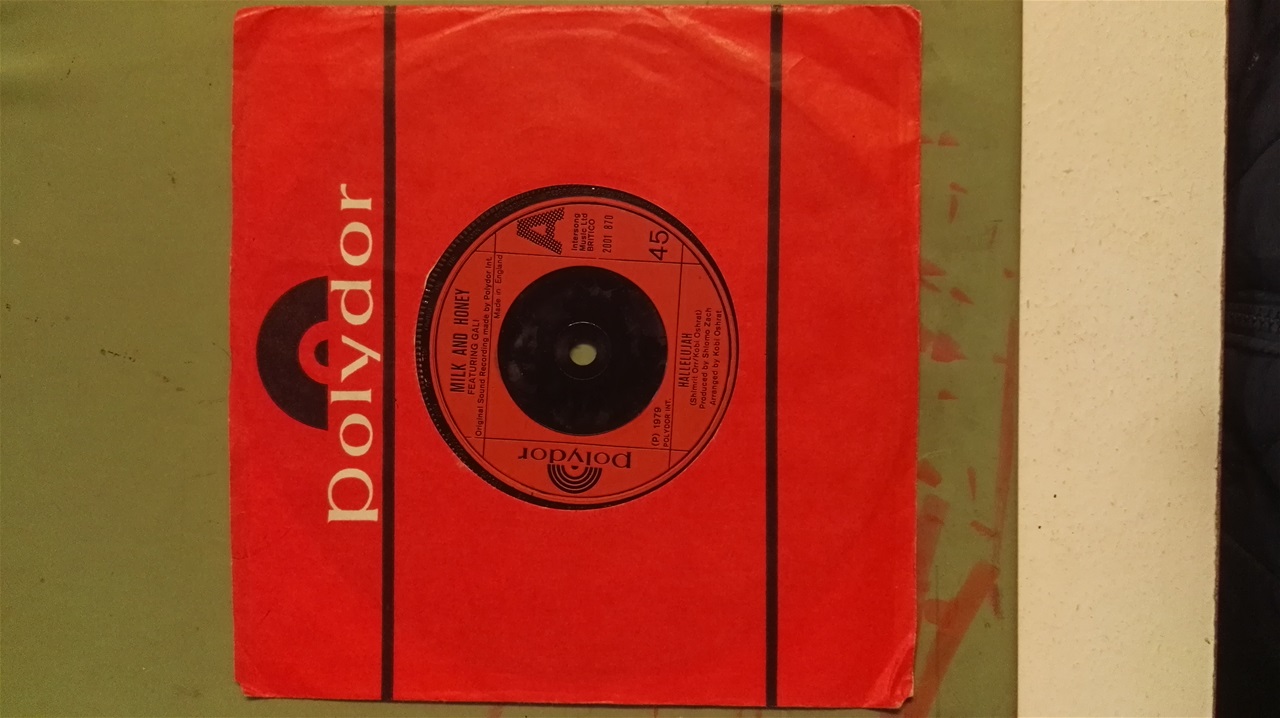 polydor
MILK AND HONEY
FEATURING GALI
Original Sound Recording made by Polydor Int.
Made in England
A
Intersong
Music Ltd
BRITICO
2001 870
45
polydor
(P) 1979
POLYDOR INT.
HALLELUJAH
(Shimrit Orr/Kobi Oshrat)
Produced by Shlomo Zach
Arranged by Kobi Oshrat